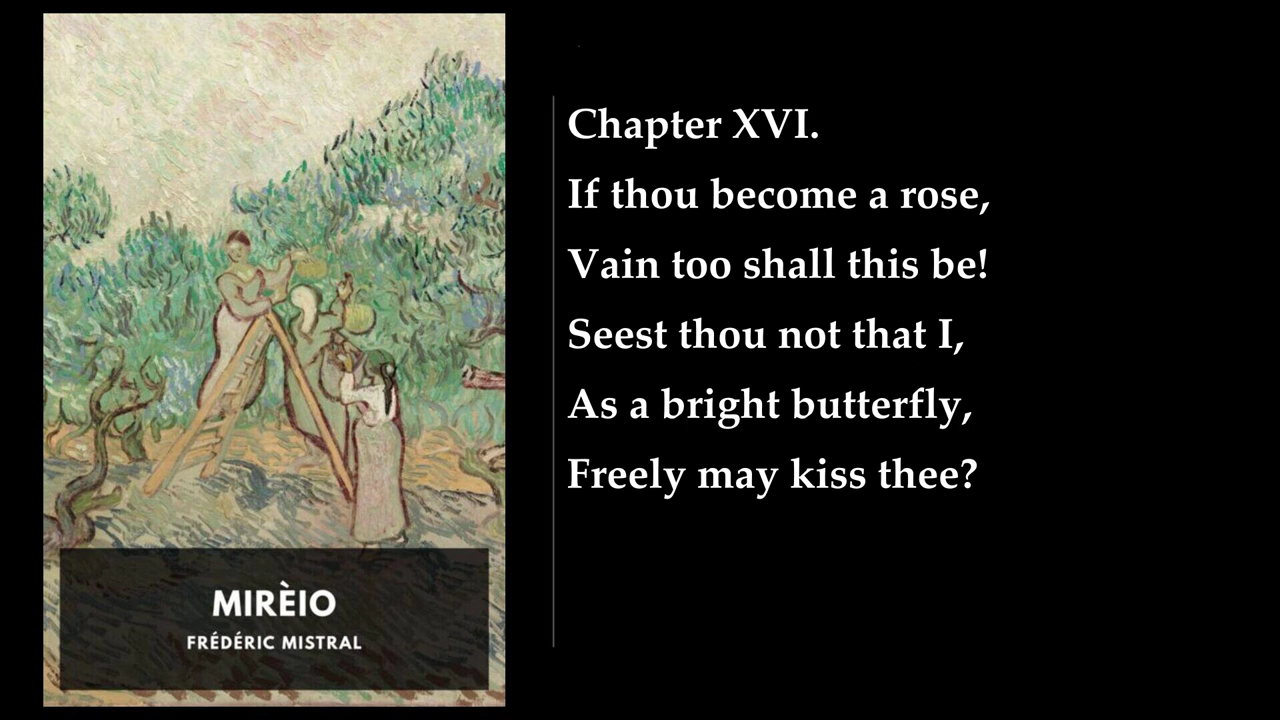 MIRÈIO
FRÉDÉRIC MISTRAL
Chapter XVI.
If thou become a rose,
Vain too shall this be!
Seest thou not that I,
As a bright butterfly,
Freely may kiss thee?